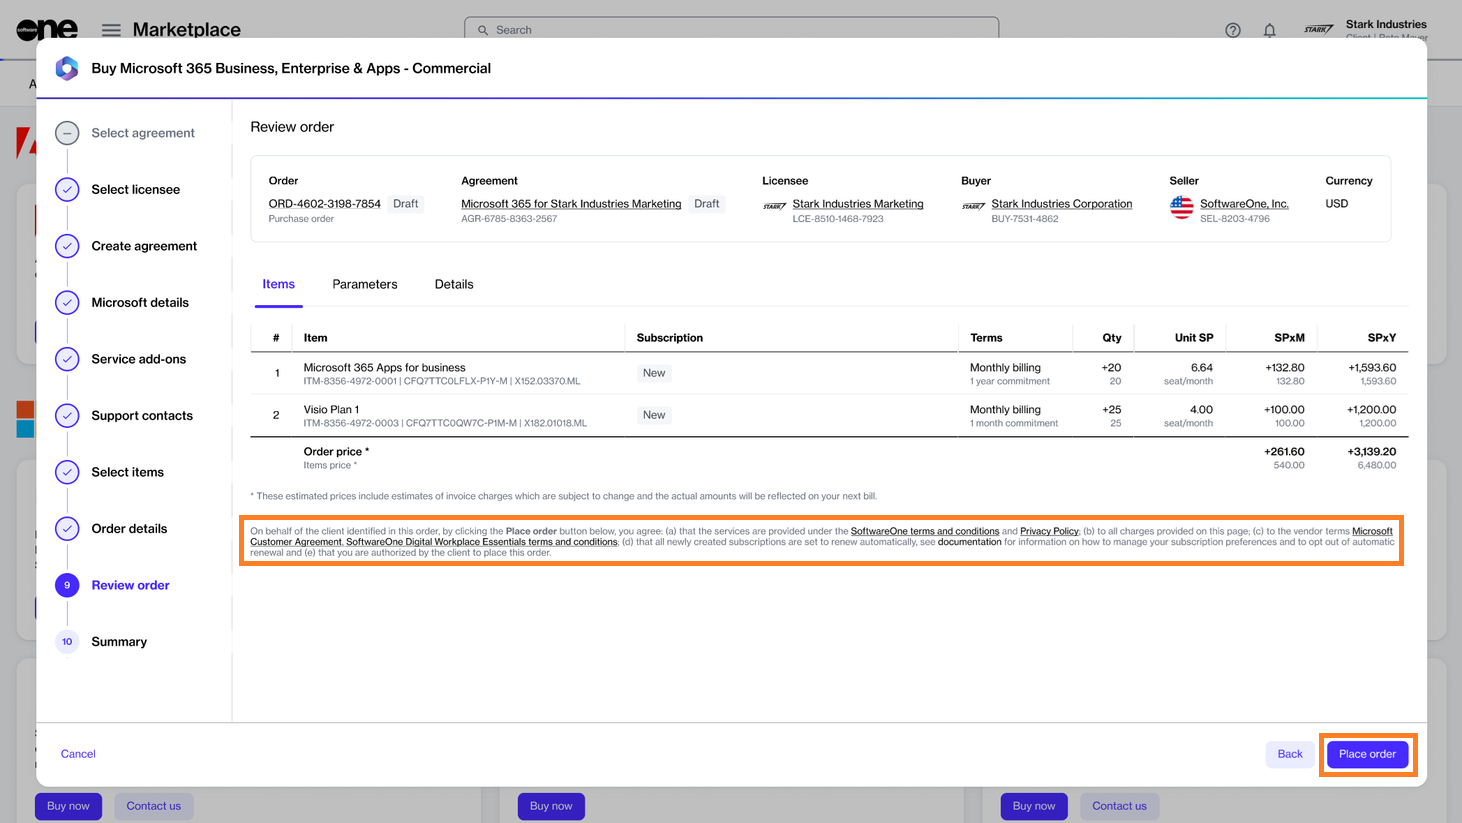 software one
Marketplace
Search
STARK
Stark Industries
Buy Microsoft 365 Business, Enterprise & Apps - Commercial
Select agreement
Select licensee
Create agreement
Microsoft details
Service add-ons
Support contacts
Select items
Order details
9 Review order
10 Summary
Review order
Order Agreement Licensee Buyer Seller Currency
ORD-4602-3198-7854 Draft Microsoft 365 for Stark Industries Marketing Draft STARK Stark Industries Marketing STARK Stark Industries Corporation SoftwareOne, Inc. USD
Purchase order AGR-6785-8363-2567 LCE-8510-1468-7923 BUY-7531-4862 SEL-8203-4796
Items Parameters Details
# Item Subscription Terms Qty Unit SP SPxM SPxY
1 Microsoft 365 Apps for business New Monthly billing +20 6.64 +132.80 +1,593.60
ITM-8356-4972-0001 | CFQ7TTC0LFLX-P1Y-M | X152.03370.ML 1 year commitment 20 seat/month 132.80 1,593.60
2 Visio Plan 1 New Monthly billing +25 4.00 +100.00 +1,200.00
ITM-8356-4972-0003 | CFQ7TTC0QW7C-P1M-M | X182.01018.ML 1 month commitment 25 seat/month 100.00 1,200.00
Order price * +261.60 +3,139.20
Items price * 540.00 6,480.00
* These estimated prices include estimates of invoice charges which are subject to change and the actual amounts will be reflected on your next bill.
On behalf of the client identified in this order, by clicking the Place order button below, you agree: (a) that the services are provided under the SoftwareOne terms and conditions and Privacy Policy; (b) to all charges provided on this page; (c) to the vendor terms Microsoft
Customer Agreement, SoftwareOne Digital Workplace Essentials terms and conditions; (d) that all newly created subscriptions are set to renew automatically, see documentation for information on how to manage your subscription preferences and to opt out of automatic
renewal and (e) that you are authorized by the client to place this order.
Cancel Back Place order
Buy now Contact us Buy now Buy now Contact us